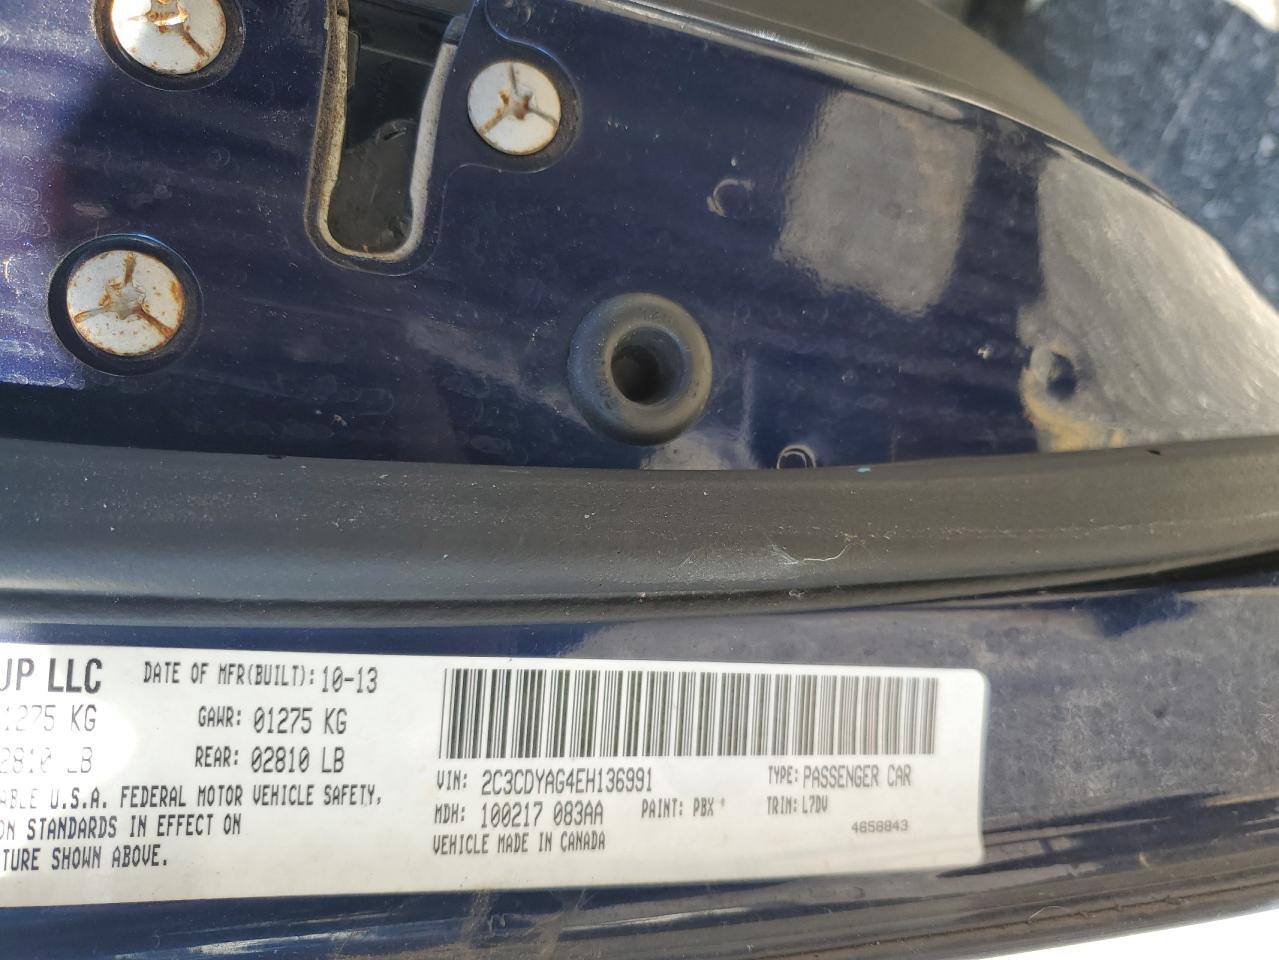 UP LLC DATE OF MFR(BUILT): 10-13
1275 KG GAWR: 01275 KG
2810 LB REAR: 02810 LB
ABLE U.S.A. FEDERAL MOTOR VEHICLE SAFETY,
ON STANDARDS IN EFFECT ON
TURE SHOWN ABOVE.
VIN: 2C3CDYAG4EH136991 TYPE: PASSENGER CAR
MDH: 100217 083AA PAINT: PBX * TRIM: L7DV
VEHICLE MADE IN CANADA 4658843